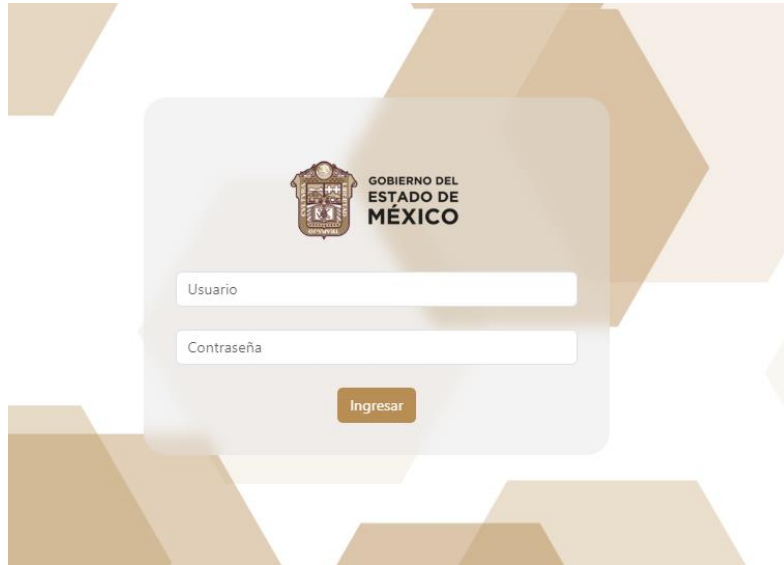 GOBIERNO DEL
ESTADO DE
MÉXICO
Usuario
Contraseña
Ingresar